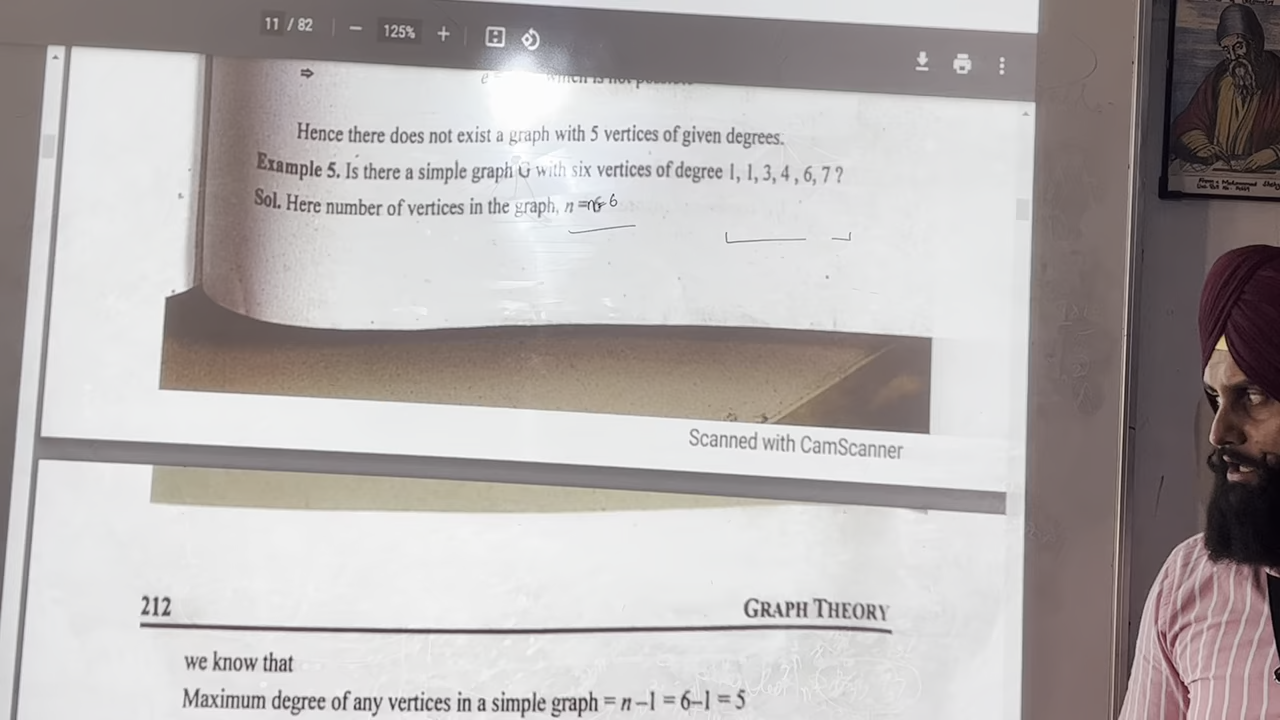 11 / 82
125%
Hence there does not exist a graph with 5 vertices of given degrees.
Example 5. Is there a simple graph G with six vertices of degree 1, 1, 3, 4 , 6, 7 ?
Sol. Here number of vertices in the graph, n = 6
Scanned with CamScanner
212
GRAPH THEORY
we know that
Maximum degree of any vertices in a simple graph = n –1 = 6–1 = 5